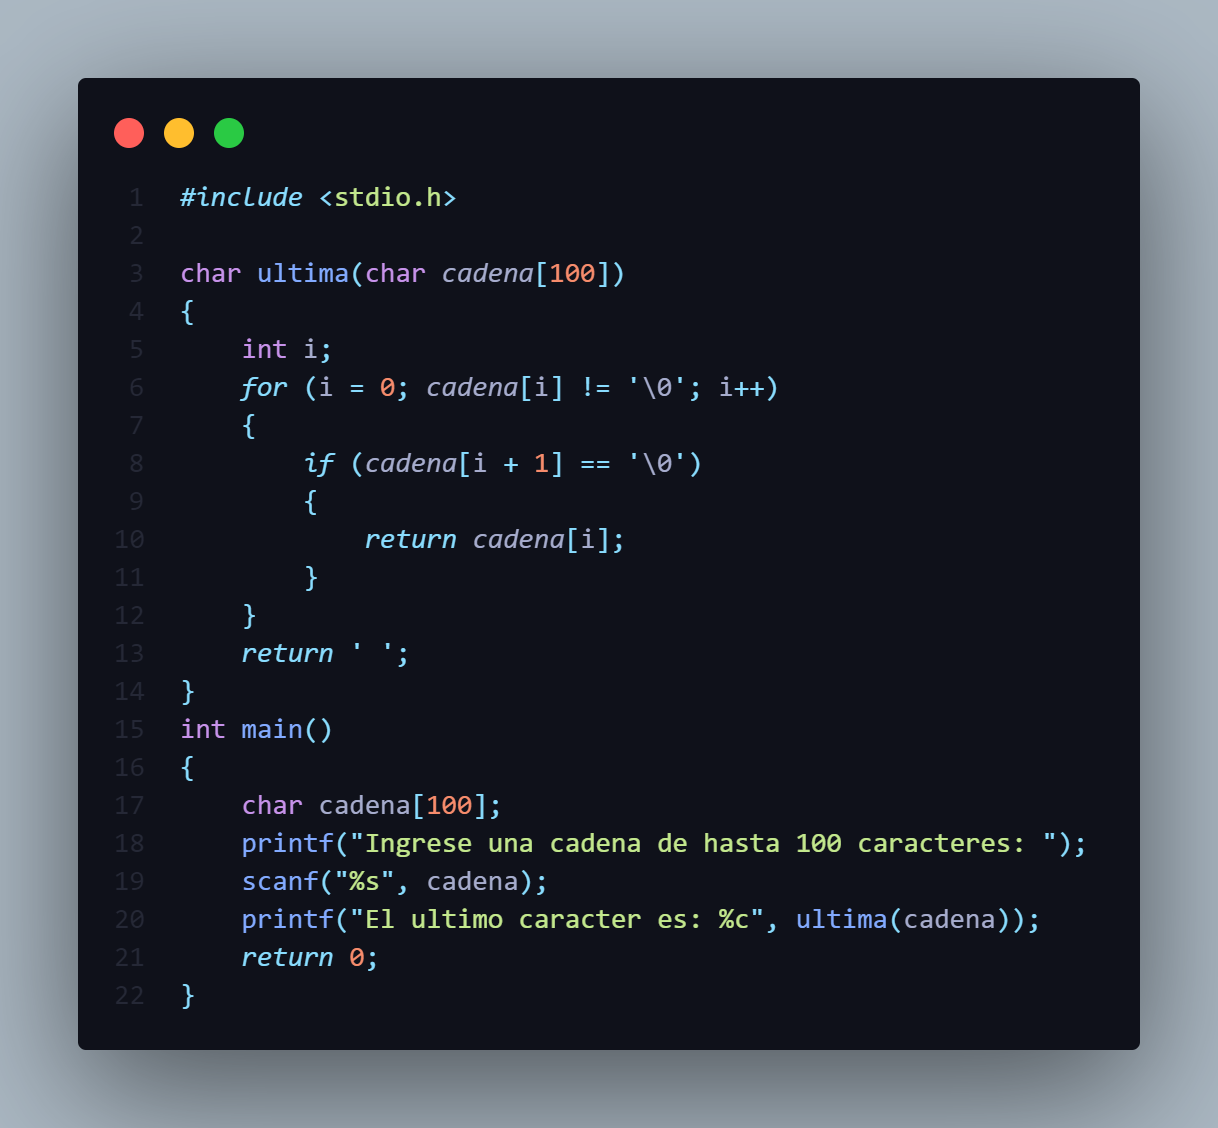 1 #include <stdio.h>
2
3 char ultima(char cadena[100])
4 {
5     int i;
6     for (i = 0; cadena[i] != '\0'; i++)
7     {
8         if (cadena[i + 1] == '\0')
9         {
10             return cadena[i];
11         }
12     }
13     return ' ';
14 }
15 int main()
16 {
17     char cadena[100];
18     printf("Ingrese una cadena de hasta 100 caracteres: ");
19     scanf("%s", cadena);
20     printf("El ultimo caracter es: %c", ultima(cadena));
21     return 0;
22 }